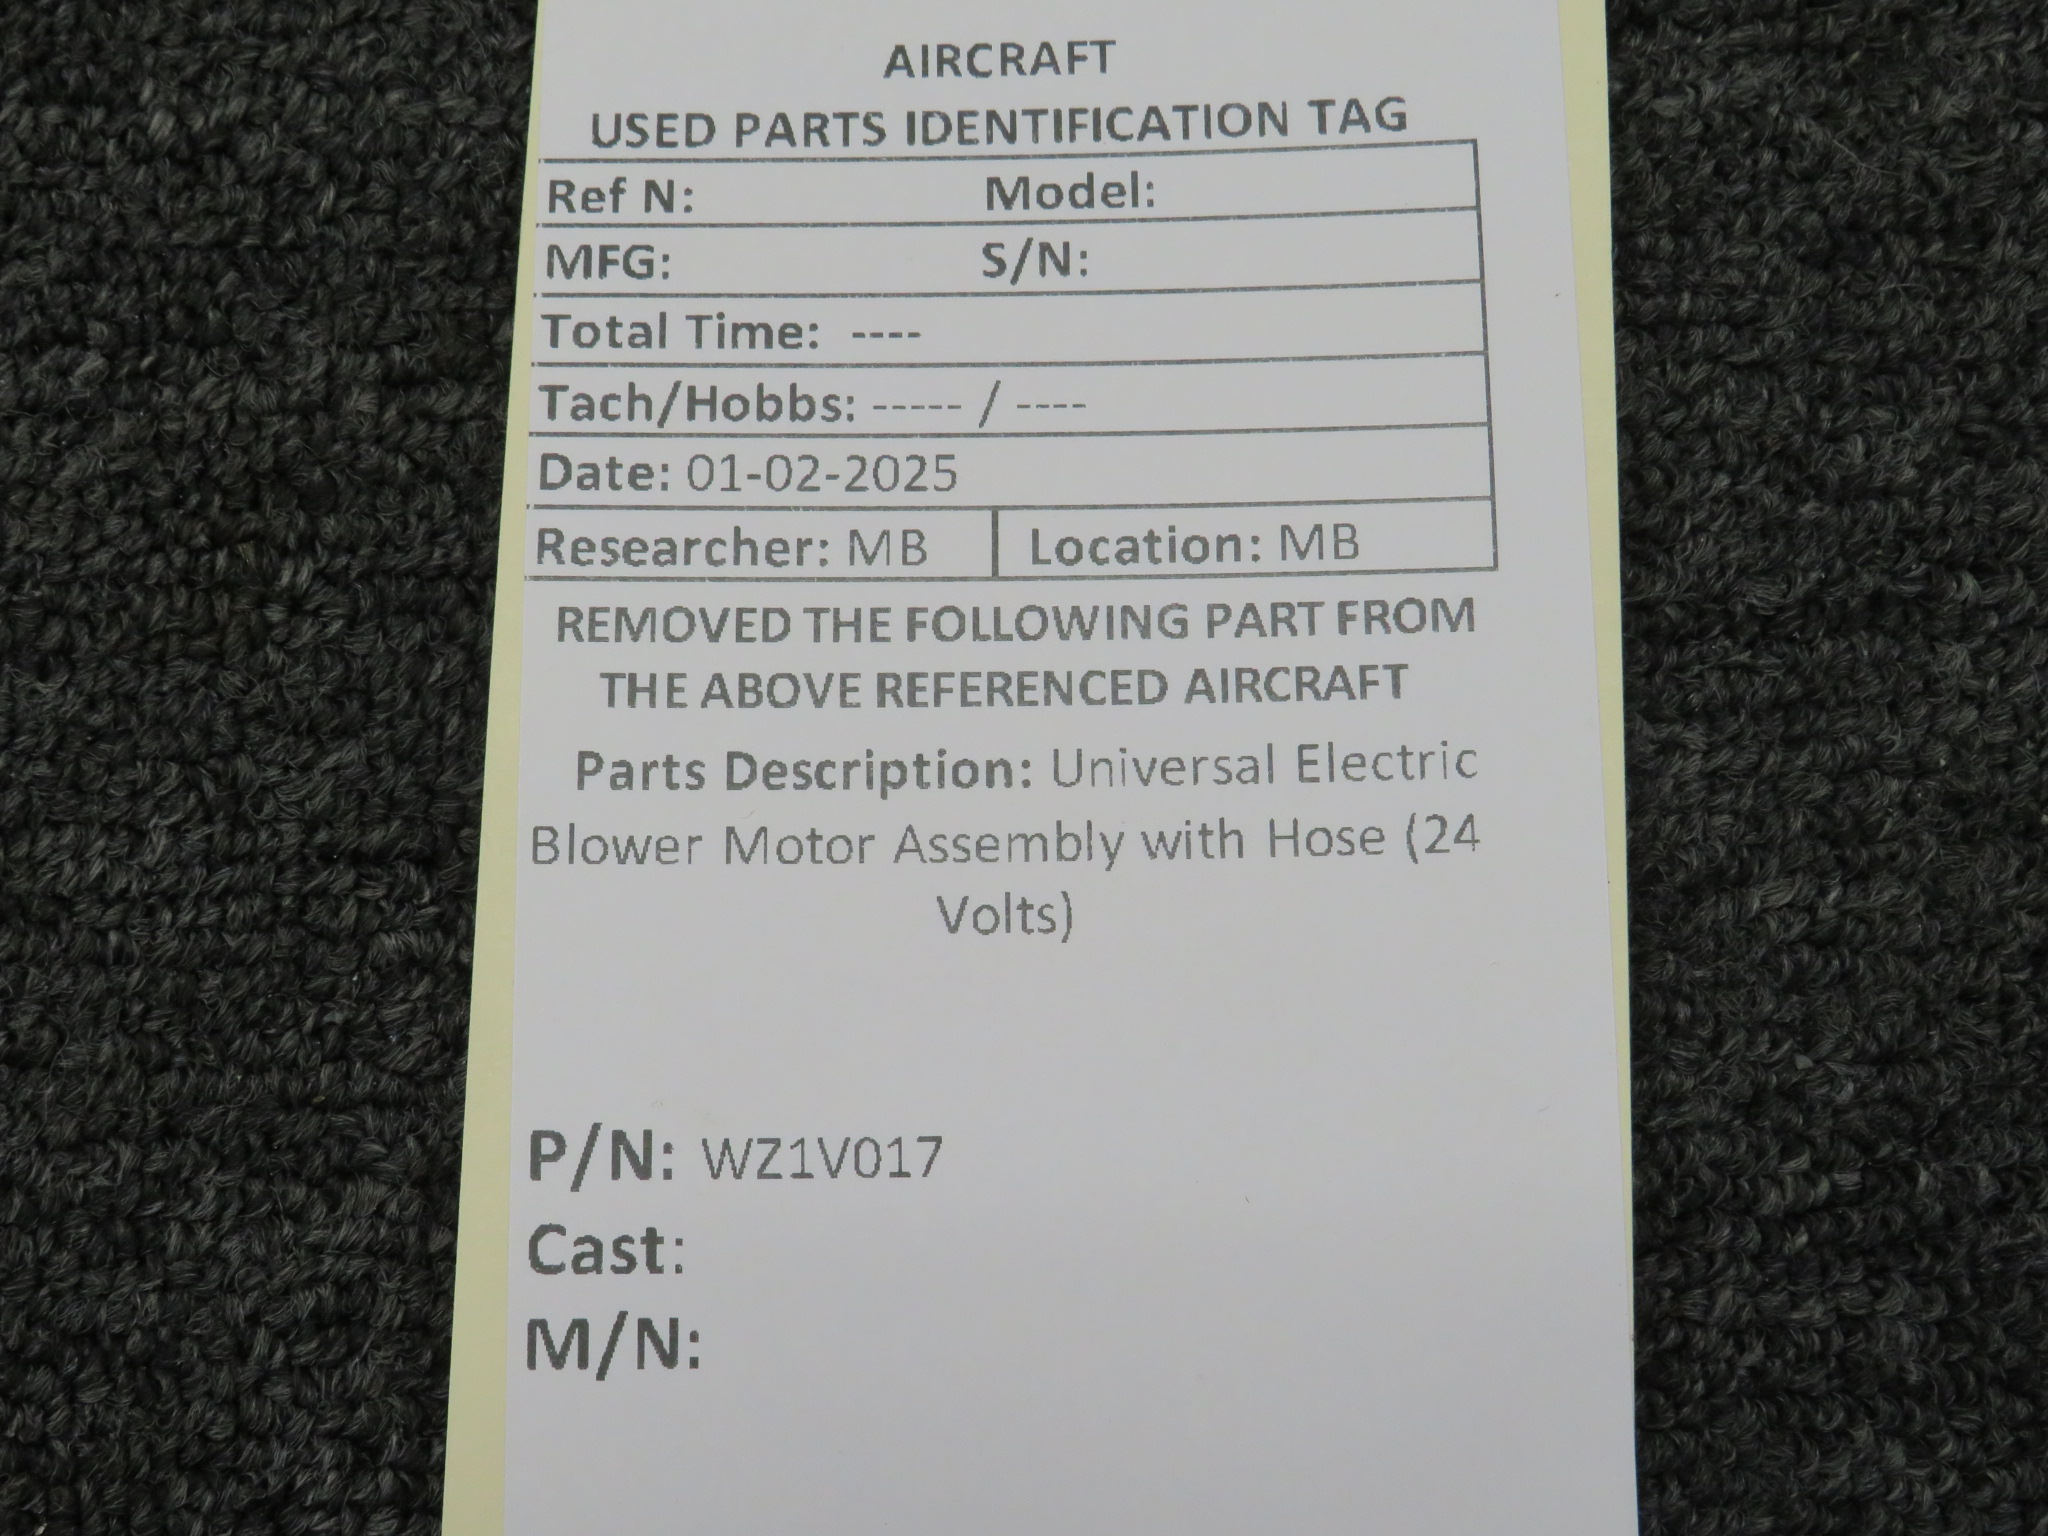 AIRCRAFT
USED PARTS IDENTIFICATION TAG
Ref N: Model:
MFG: S/N:
Total Time: ----
Tach/Hobbs: ----- / ----
Date: 01-02-2025
Researcher: MB Location: MB
REMOVED THE FOLLOWING PART FROM
THE ABOVE REFERENCED AIRCRAFT
Parts Description: Universal Electric
Blower Motor Assembly with Hose (24
Volts)
P/N: WZ1V017
Cast:
M/N: